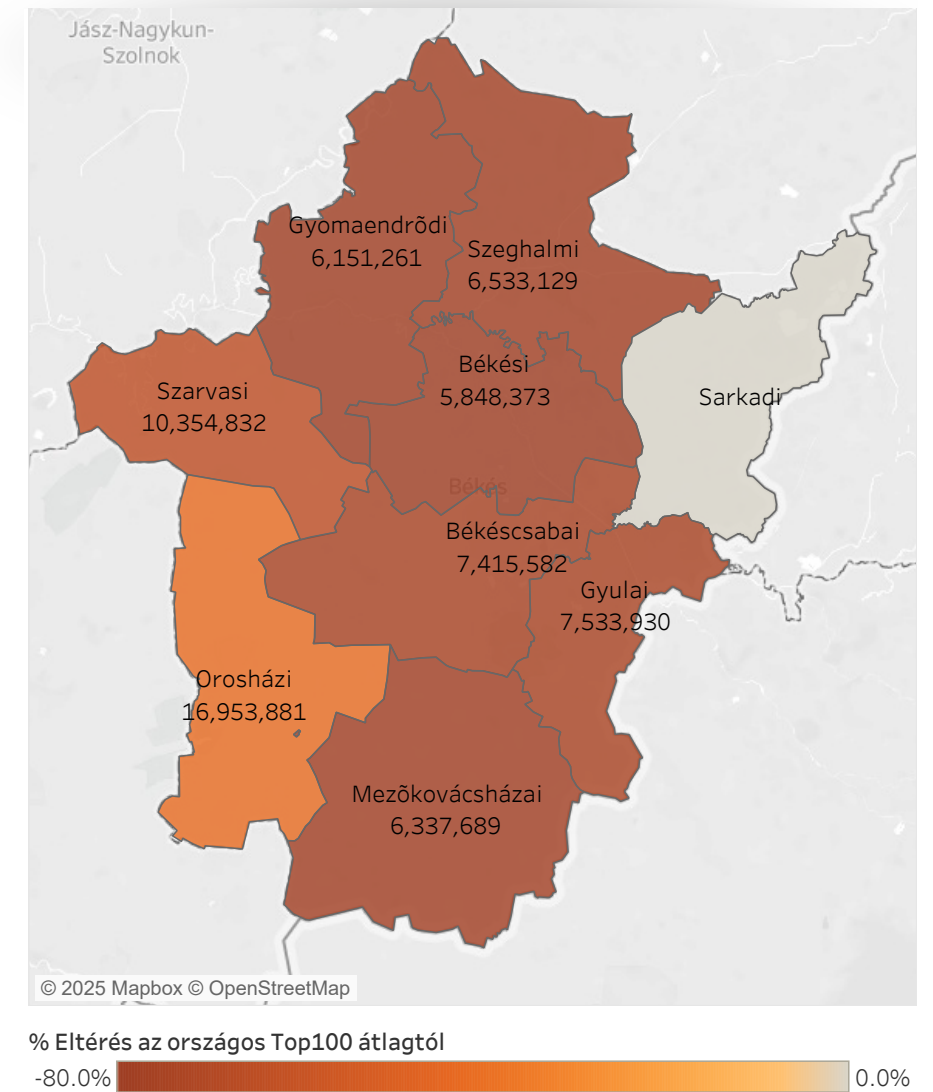 Jász-Nagykun-
Szolnok
Gyomaendrõdi
6,151,261
Szeghalmi
6,533,129
Békési
5,848,373
Szarvasi
10,354,832
Sarkadi
Békés
Békéscsabai
7,415,582
Gyulai
7,533,930
Orosházi
16,953,881
Mezõkovácsházai
6,337,689
© 2025 Mapbox © OpenStreetMap
% Eltérés az országos Top100 átlagtól
-80.0% 0.0%